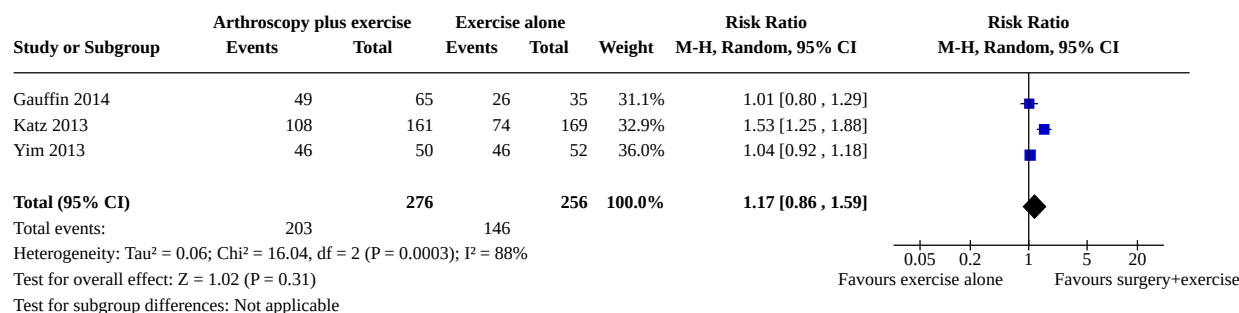 Arthroscopy plus exercise Exercise alone Risk Ratio Risk Ratio
Study or Subgroup Events Total Events Total Weight M-H, Random, 95% CI M-H, Random, 95% CI
Gauffin 2014 49 65 26 35 31.1% 1.01 [0.80 , 1.29]
Katz 2013 108 161 74 169 32.9% 1.53 [1.25 , 1.88]
Yim 2013 46 50 46 52 36.0% 1.04 [0.92 , 1.18]
Total (95% CI) 276 256 100.0% 1.17 [0.86 , 1.59]
Total events: 203 146
Heterogeneity: Tau² = 0.06; Chi² = 16.04, df = 2 (P = 0.0003); I² = 88%
0.05 0.2 1 5 20
Test for overall effect: Z = 1.02 (P = 0.31) Favours exercise alone Favours surgery+exercise
Test for subgroup differences: Not applicable